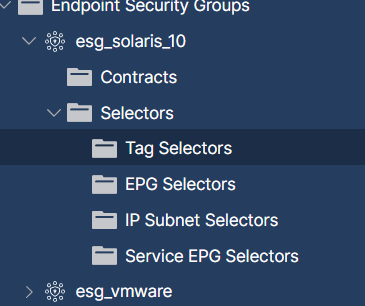 Endpoint Security Groups
esg_solaris_10
Contracts
Selectors
Tag Selectors
EPG Selectors
IP Subnet Selectors
Service EPG Selectors
esg_vmware